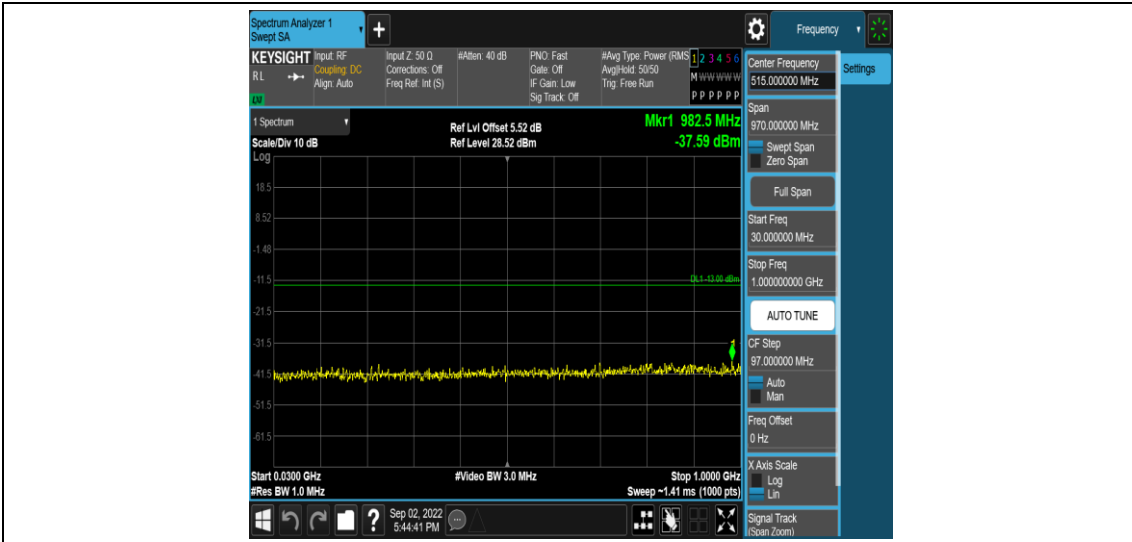 Spectrum Analyzer 1
Swept SA
+
Frequency
KEYSIGHT
RL
LXI
Input: RF
Coupling: DC
Align: Auto
Input Z: 50 Ω
Corrections: Off
Freq Ref: Int (S)
#Atten: 40 dB
PNO: Fast
Gate: Off
IF Gain: Low
Sig Track: Off
#Avg Type: Power (RMS
Avg|Hold: 50/50
Trig: Free Run
1 2 3 4 5 6
M W W W W W
P P P P P P
1 Spectrum
Scale/Div 10 dB
Log
Ref Lvl Offset 5.52 dB
Ref Level 28.52 dBm
Mkr1 982.5 MHz
-37.59 dBm
18.5
8.52
-1.48
-11.5
DL1 -13.00 dBm
-21.5
-31.5
1
-41.5
-51.5
-61.5
Start 0.0300 GHz
#Res BW 1.0 MHz
#Video BW 3.0 MHz
Stop 1.0000 GHz
Sweep ~1.41 ms (1000 pts)
?
Sep 02, 2022
5:44:41 PM
Center Frequency
515.000000 MHz
Settings
Span
970.000000 MHz
Swept Span
Zero Span
Full Span
Start Freq
30.000000 MHz
Stop Freq
1.000000000 GHz
AUTO TUNE
CF Step
97.000000 MHz
Auto
Man
Freq Offset
0 Hz
X Axis Scale
Log
Lin
Signal Track
(Span Zoom)